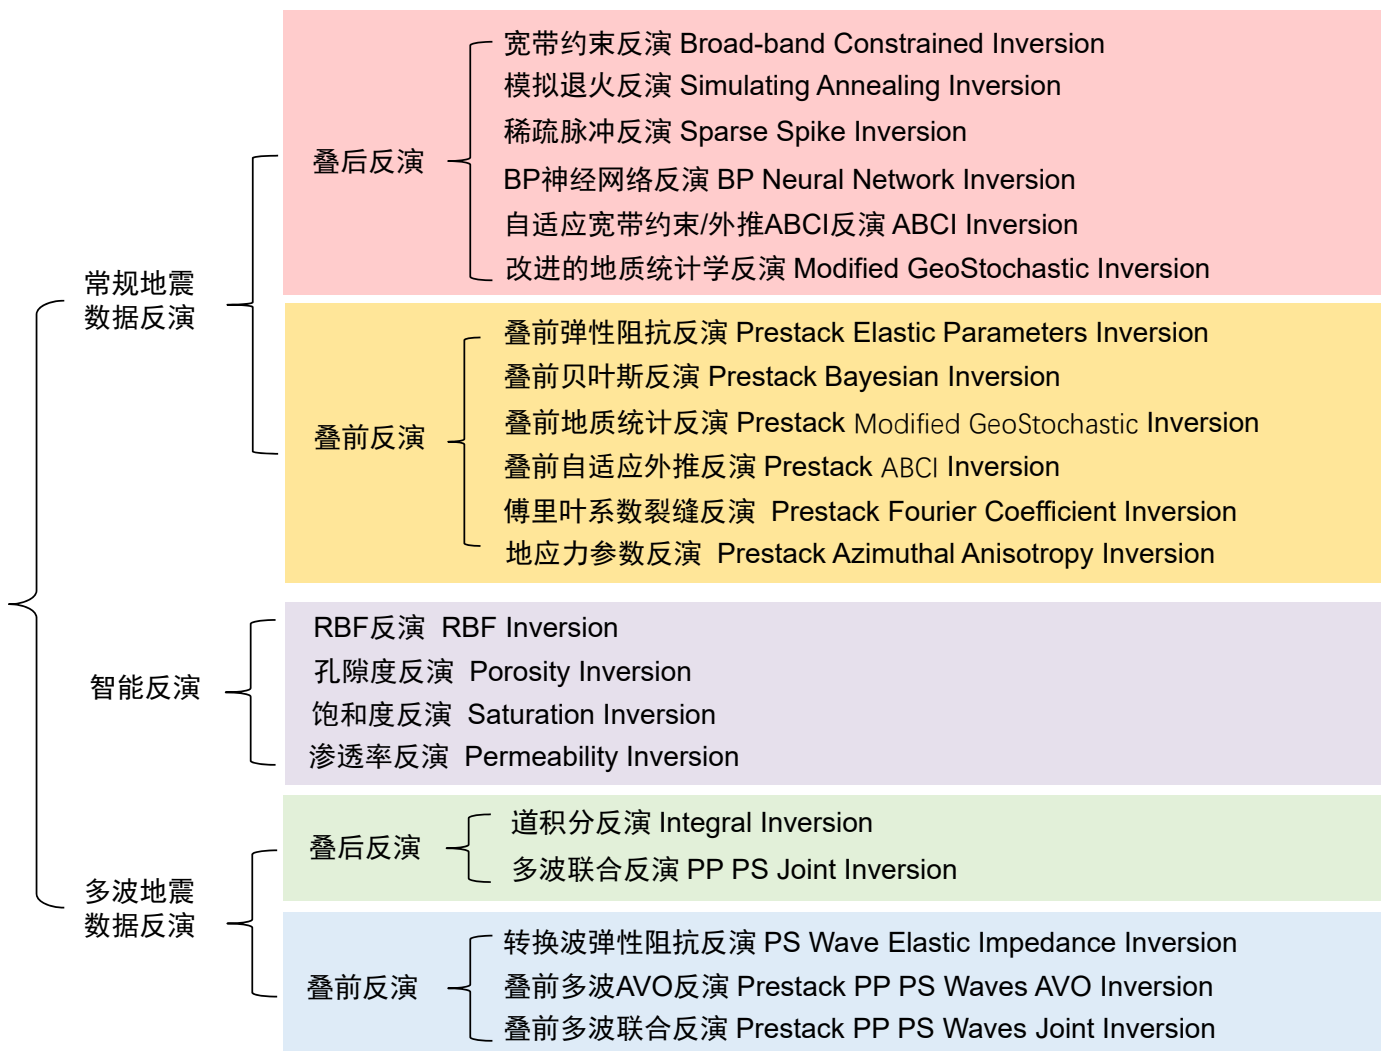 常规地震
数据反演
叠后反演
宽带约束反演 Broad-band Constrained Inversion
模拟退火反演 Simulating Annealing Inversion
稀疏脉冲反演 Sparse Spike Inversion
BP神经网络反演 BP Neural Network Inversion
自适应宽带约束/外推ABCI反演 ABCI Inversion
改进的地质统计学反演 Modified GeoStochastic Inversion
叠前反演
叠前弹性阻抗反演 Prestack Elastic Parameters Inversion
叠前贝叶斯反演 Prestack Bayesian Inversion
叠前地质统计反演 Prestack Modified GeoStochastic Inversion
叠前自适应外推反演 Prestack ABCI Inversion
傅里叶系数裂缝反演 Prestack Fourier Coefficient Inversion
地应力参数反演 Prestack Azimuthal Anisotropy Inversion
智能反演
RBF反演 RBF Inversion
孔隙度反演 Porosity Inversion
饱和度反演 Saturation Inversion
渗透率反演 Permeability Inversion
多波地震
数据反演
叠后反演
道积分反演 Integral Inversion
多波联合反演 PP PS Joint Inversion
叠前反演
转换波弹性阻抗反演 PS Wave Elastic Impedance Inversion
叠前多波AVO反演 Prestack PP PS Waves AVO Inversion
叠前多波联合反演 Prestack PP PS Waves Joint Inversion